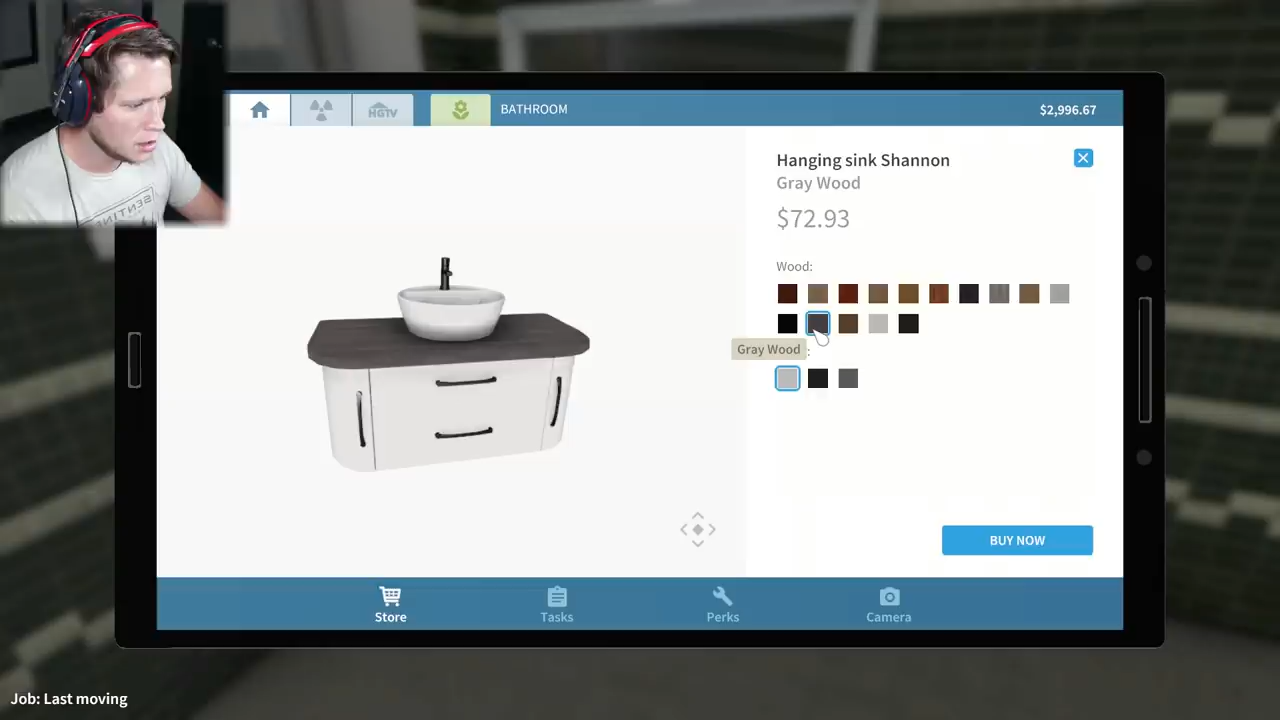 HGTV
BATHROOM
$2,996.67
Hanging sink Shannon
Gray Wood
$72.93
Wood:
Gray Wood
:
BUY NOW
Store
Tasks
Perks
Camera
Job: Last moving